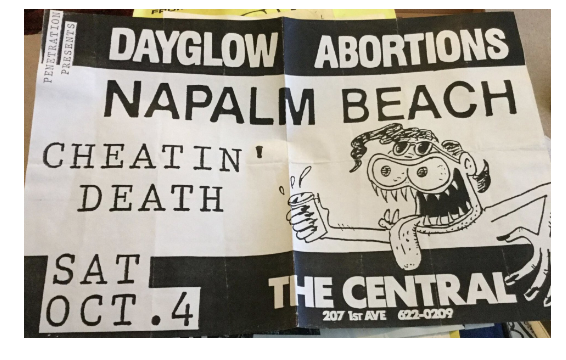 PENETRATION
PRESENTS
DAYGLOW ABORTIONS
NAPALM BEACH
CHEATIN'
DEATH
SAT
OCT.4
THE CENTRAL
207 1ST AVE 622-0209